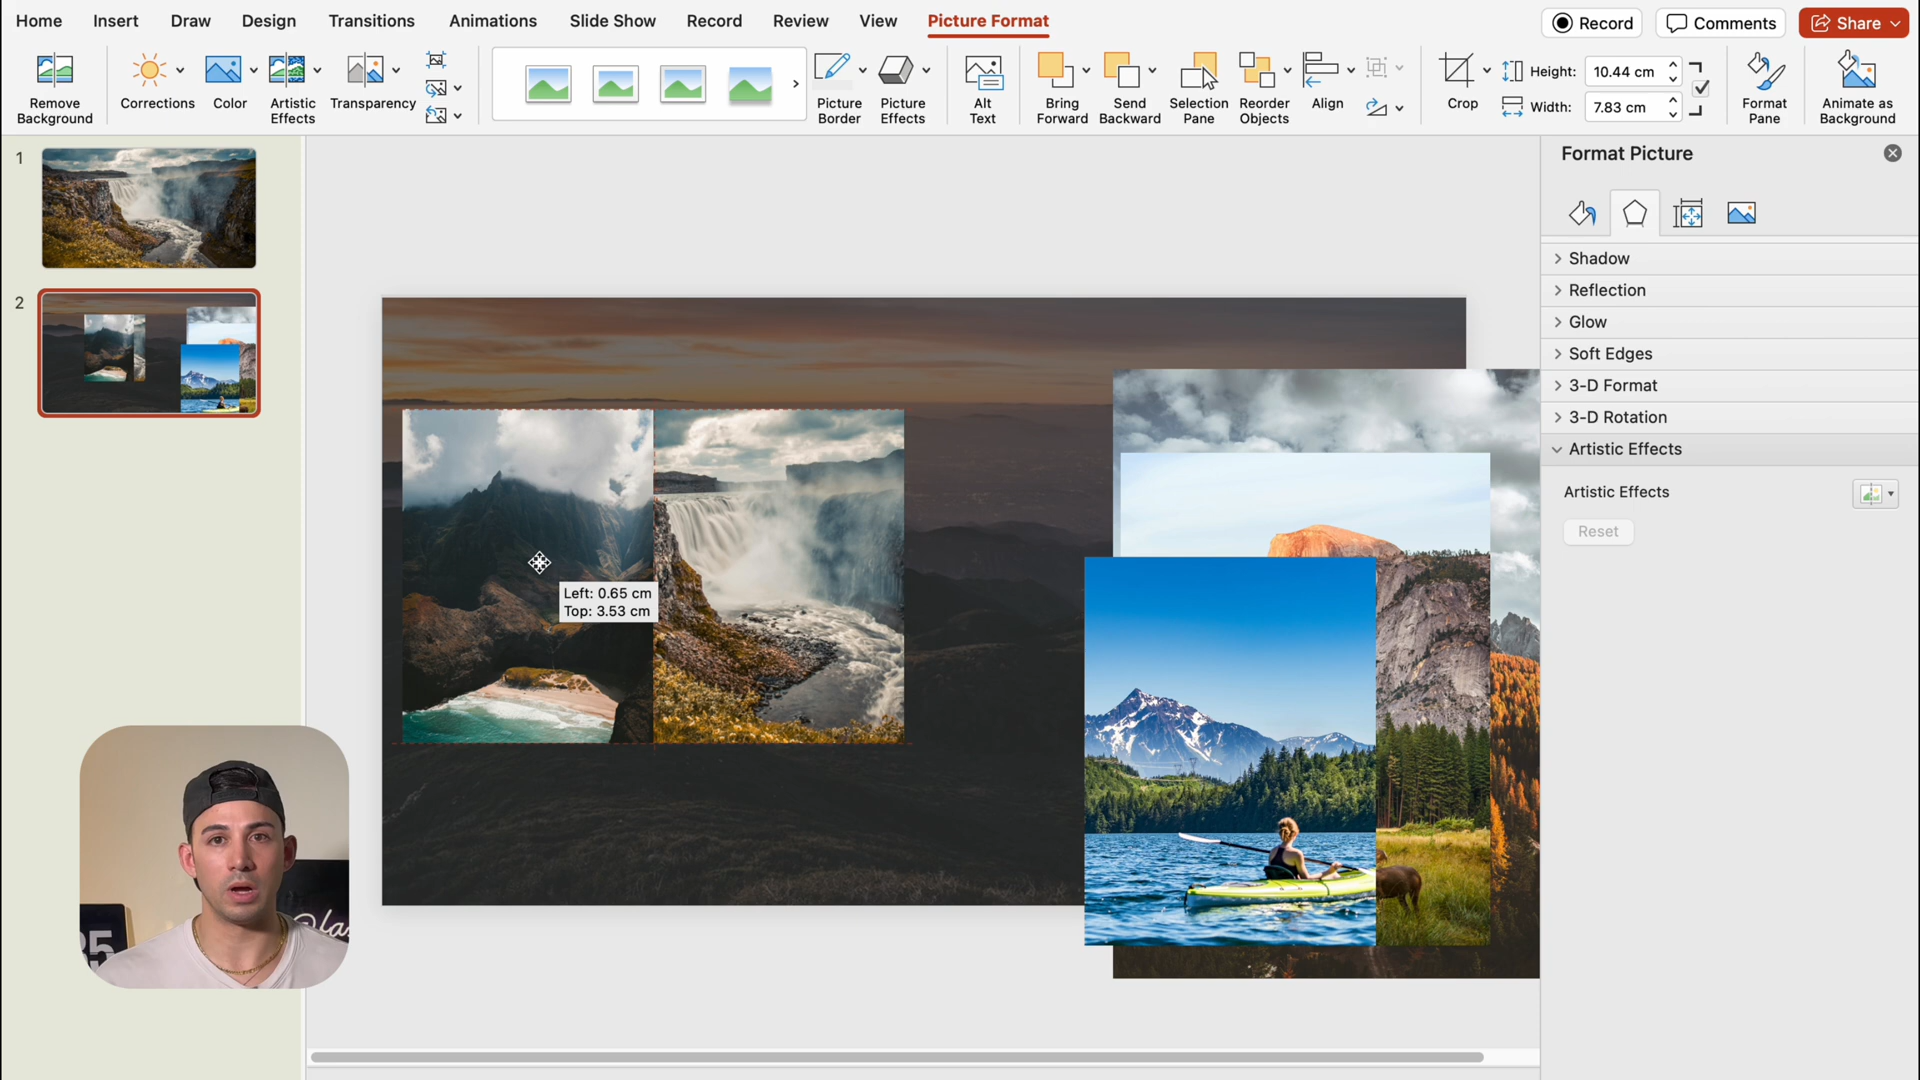 Home Insert Draw Design Transitions Animations Slide Show Record Review View Picture Format
Record
Comments
Share
Remove
Background
Corrections
Color
Artistic
Effects
Transparency
Picture
Border
Picture
Effects
Alt
Text
Bring
Forward
Send
Backward
Selection
Pane
Reorder
Objects
Align
Crop
Height: 10.44 cm
Width: 7.83 cm
Format
Pane
Animate as
Background
1
2
Left: 0.65 cm
Top: 3.53 cm
Format Picture
Shadow
Reflection
Glow
Soft Edges
3-D Format
3-D Rotation
Artistic Effects
Artistic Effects
Reset